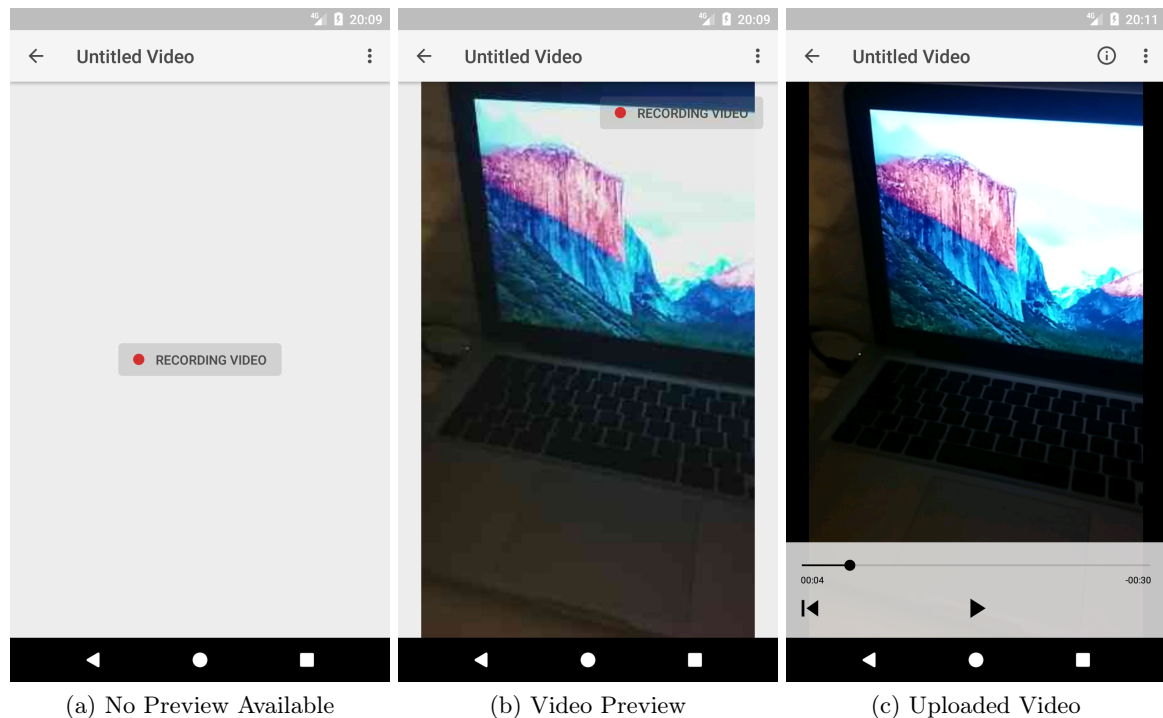 4G 20:09
Untitled Video
RECORDING VIDEO
(a) No Preview Available
4G 20:09
Untitled Video
RECORDING VIDEO
(b) Video Preview
4G 20:11
Untitled Video
00:04 -00:30
(c) Uploaded Video